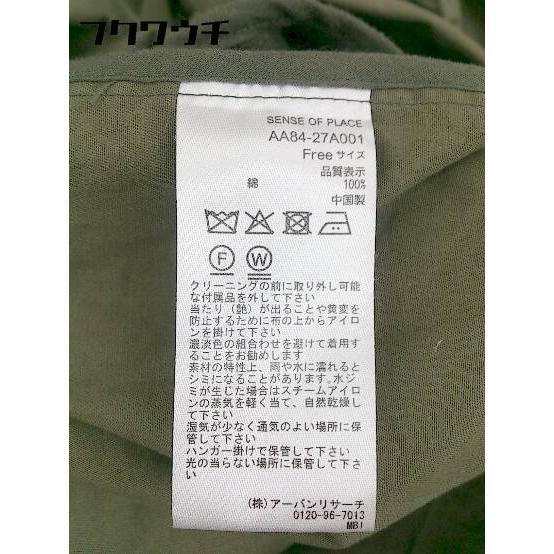 フクワウチ
SENSE OF PLACE
AA84-27A001
Freeサイズ
品質表示
綿 100%
中国製
F W
クリーニングの前に取り外し可能
な付属品を外して下さい
当たり(艶)が出ることや黄変を
防止するために布の上からアイロ
ンを掛けて下さい
濃淡色の組合わせを避けて着用す
ることをお勧めします
素材の特性上、雨や水に濡れると
シミになることがあります。水ジ
ミが生じた場合はスチームアイロ
ンの蒸気を軽く当て、自然乾燥し
て下さい
湿気が少なく通気のよい場所に保
管して下さい
ハンガー掛けで保管して下さい
光の当らない場所に保管して下さ
い
(株)アーバンリサーチ
0120-96-7013
MBI